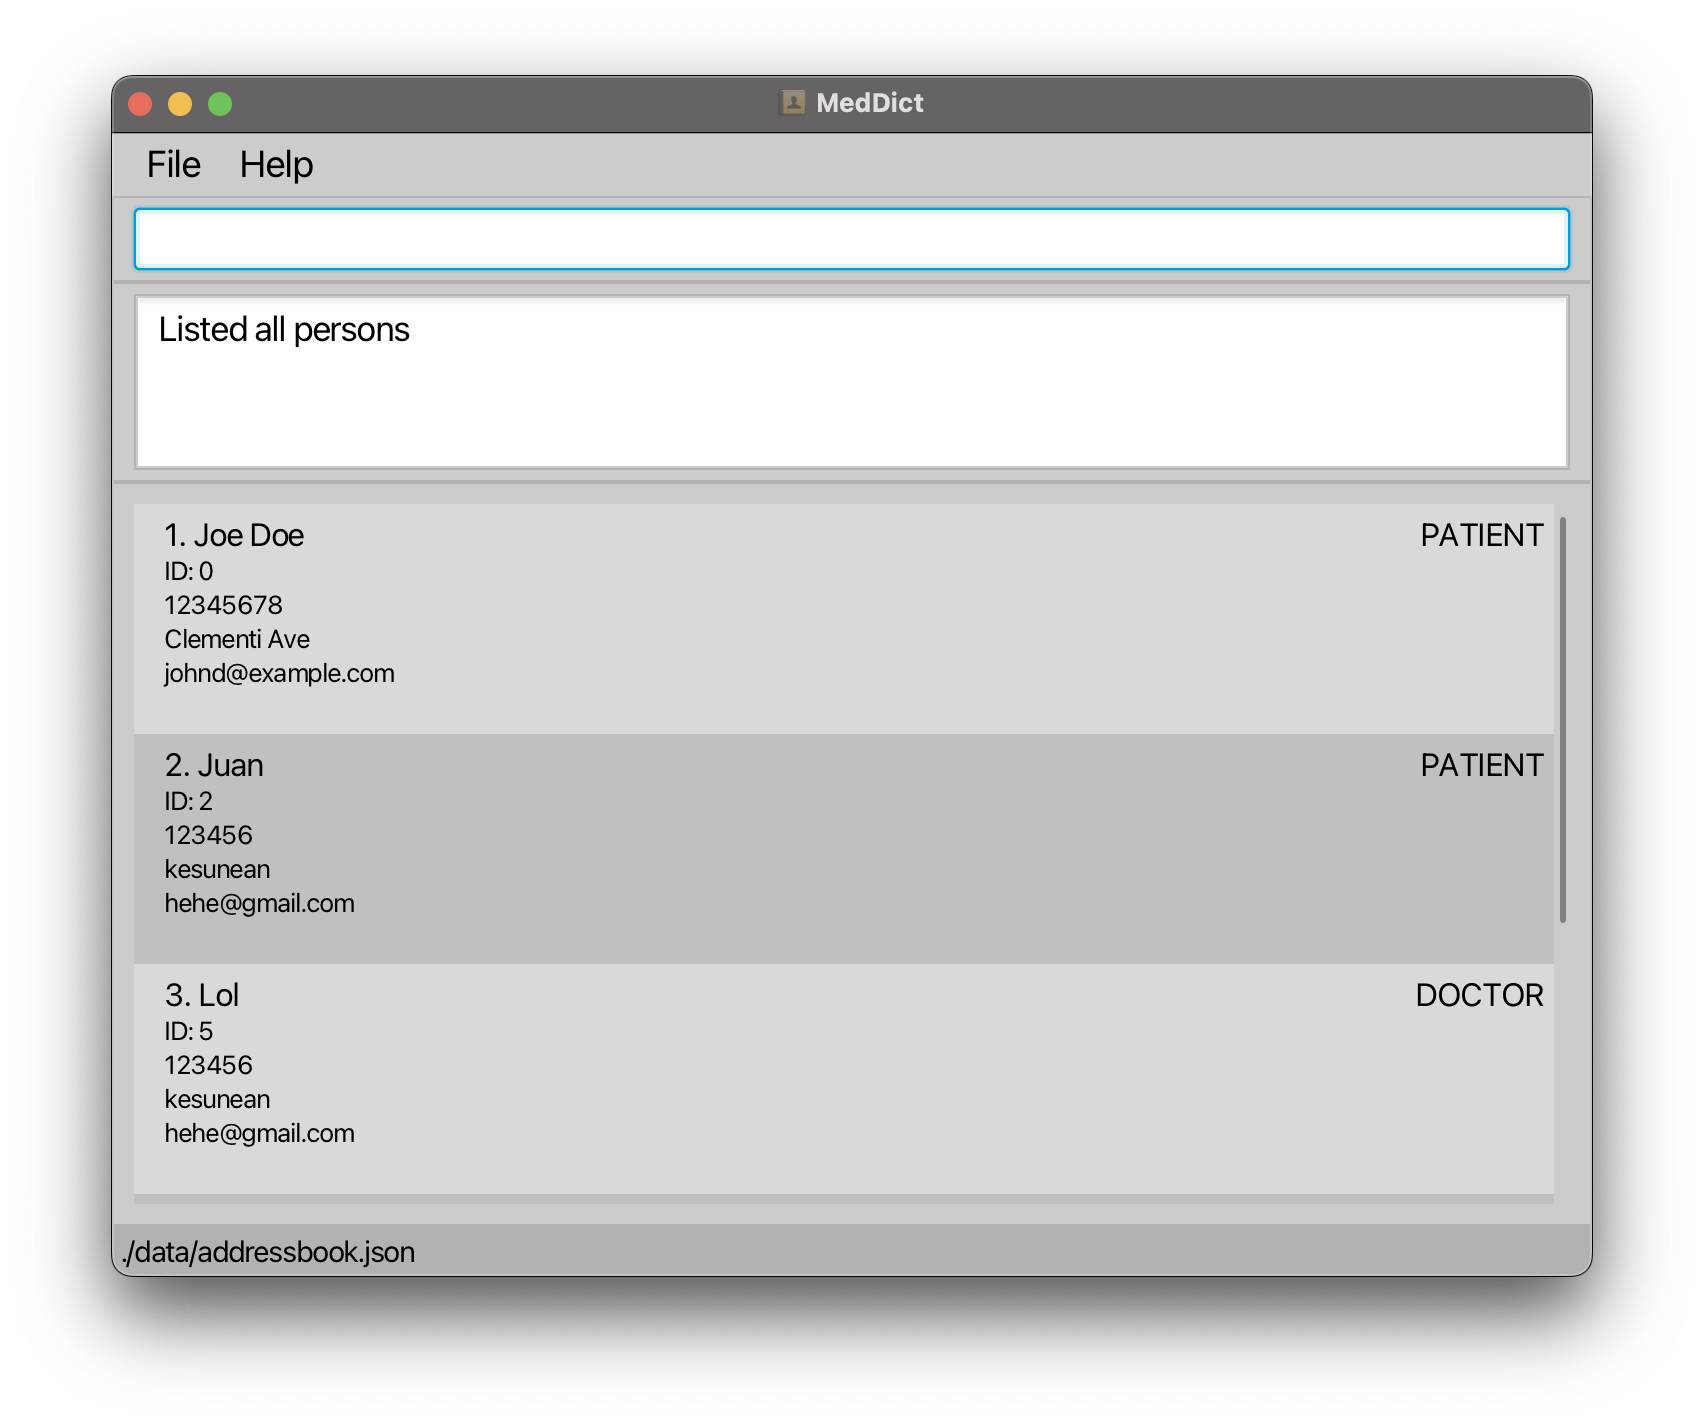 MedDict
File Help
Listed all persons
1. Joe Doe PATIENT
ID: 0
12345678
Clementi Ave
johnd@example.com
2. Juan PATIENT
ID: 2
123456
kesunean
hehe@gmail.com
3. Lol DOCTOR
ID: 5
123456
kesunean
hehe@gmail.com
./data/addressbook.json